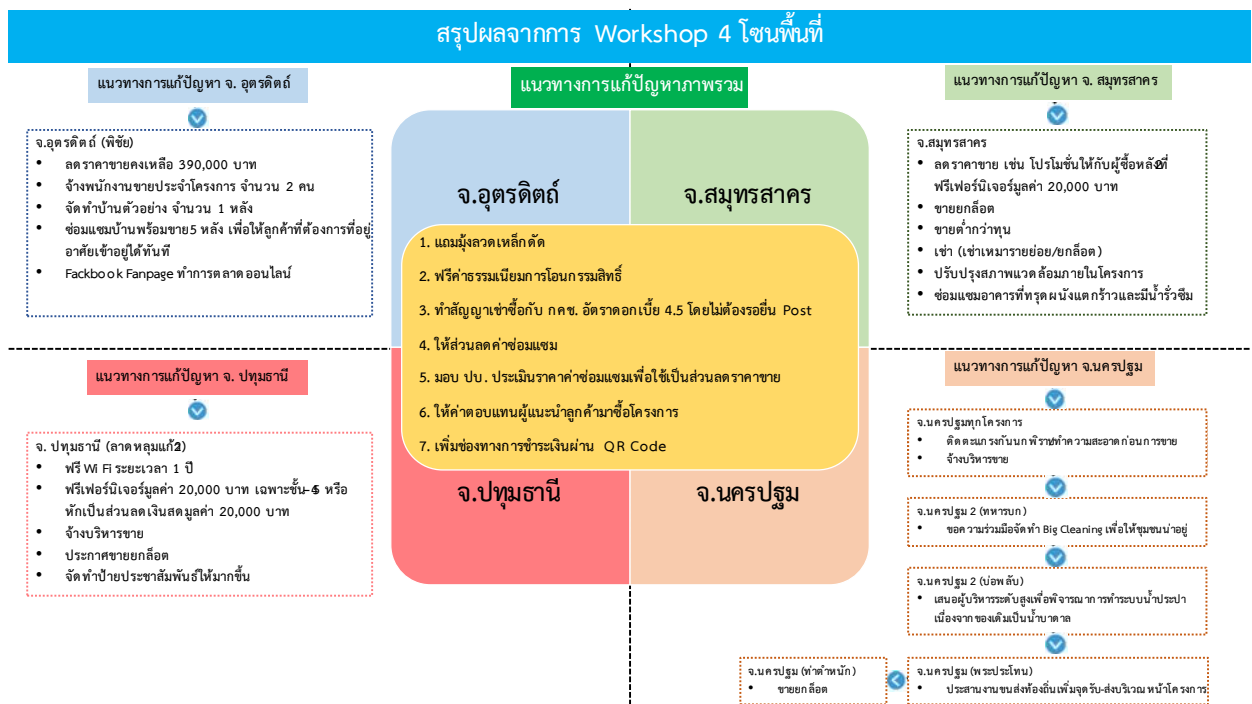 สรุปผลจากการ Workshop 4 โซนพื้นที่
แนวทางการแก้ปัญหา จ. อุตรดิตถ์
จ.อุตรดิตถ์ (พิชัย)
• ลดราคาขายคงเหลือ 390,000 บาท
• จ้างพนักงานขายประจำโครงการ จำนวน 2 คน
• จัดทำบ้านตัวอย่าง จำนวน 1 หลัง
• ซ่อมแซมบ้านพร้อมขาย5 หลัง เพื่อให้ลูกค้าที่ต้องการที่อยู่
อาศัยเข้าอยู่ได้ทันที
• Fackbook Fanpage ทำการตลาดออนไลน์
แนวทางการแก้ปัญหาภาพรวม
จ.อุตรดิตถ์
จ.สมุทรสาคร
1. แถมมุ้งลวดเหล็กดัด
2. ฟรีค่าธรรมเนียมการโอนกรรมสิทธิ์
3. ทำสัญญาเช่าซื้อกับ กคช. อัตราดอกเบี้ย 4.5 โดยไม่ต้องรอยื่น Post
4. ให้ส่วนลดค่าซ่อมแซม
5. มอบ ปบ. ประเมินราคาค่าซ่อมแซมเพื่อใช้เป็นส่วนลดราคาขาย
6. ให้ค่าตอบแทนผู้แนะนำลูกค้ามาซื้อโครงการ
7. เพิ่มช่องทางการชำระเงินผ่าน QR Code
จ.ปทุมธานี
จ.นครปฐม
แนวทางการแก้ปัญหา จ. สมุทรสาคร
จ.สมุทรสาคร
• ลดราคาขาย เช่น โปรโมชั่นให้กับผู้ซื้อหลังที่
ฟรีเฟอร์นิเจอร์มูลค่า 20,000 บาท
• ขายยกล็อต
• ขายต่ำกว่าทุน
• เช่า (เช่าเหมารายย่อย/ยกล็อต)
• ปรับปรุงสภาพแวดล้อมภายในโครงการ
• ซ่อมแซมอาคารที่ทรุดผนังแตกร้าวและมีน้ำรั่วซึม
แนวทางการแก้ปัญหา จ. ปทุมธานี
จ. ปทุมธานี (ลาดหลุมแก้ว2)
• ฟรี Wi Fi ระยะเวลา 1 ปี
• ฟรีเฟอร์นิเจอร์มูลค่า 20,000 บาท เฉพาะชั้น หรือ
หักเป็นส่วนลดเงินสดมูลค่า 20,000 บาท
• จ้างบริหารขาย
• ประกาศขายยกล็อต
• จัดทำป้ายประชาสัมพันธ์ให้มากขึ้น
แนวทางการแก้ปัญหา จ.นครปฐม
จ.นครปฐมทุกโครงการ
• ติดตะแกรงกันนกพิราบทำความสะอาดก่อนการขาย
• จ้างบริหารขาย
จ.นครปฐม 2 (ทหารบก)
• ขอความร่วมมือจัดทำ Big Cleaning เพื่อให้ชุมชนน่าอยู่
จ.นครปฐม 2 (บ่อพลับ)
• เสนอผู้บริหารระดับสูงเพื่อพิจารณาการทำระบบน้ำประปา
เนื่องจากของเดิมเป็นน้ำบาดาล
จ.นครปฐม (พระประโทน)
• ประสานงานขนส่งท้องถิ่นเพิ่มจุดรับ-ส่งบริเวณหน้าโครงการ
จ.นครปฐม (ท่าตำหนัก)
• ขายยกล็อต